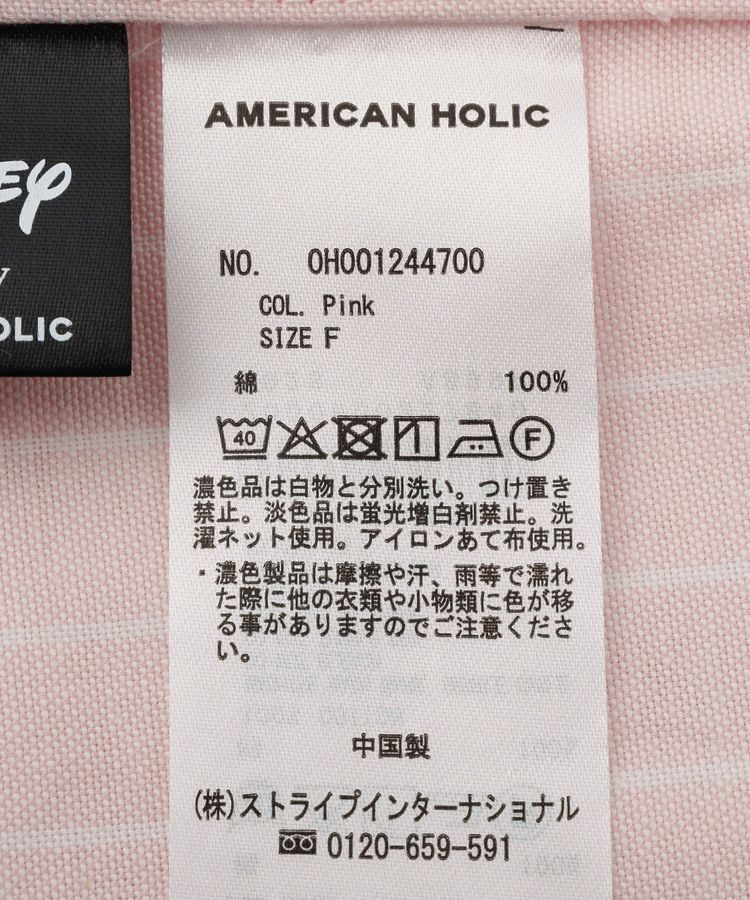 EY
OLIC
AMERICAN HOLIC
NO. OH001244700
COL. Pink
SIZE F
綿 100%
40 F
濃色品は白物と分別洗い。つけ置き
禁止。淡色品は蛍光増白剤禁止。洗
濯ネット使用。アイロンあて布使用。
・濃色製品は摩擦や汗、雨等で濡れ
た際に他の衣類や小物類に色が移
る事がありますのでご注意くださ
い。
中国製
(株)ストライプインターナショナル
0120-659-591